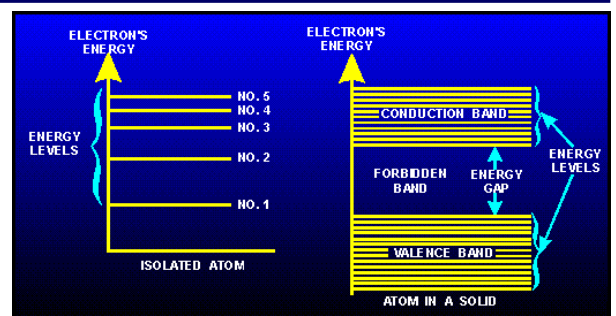 ELECTRON'S
ENERGY
NO. 5
NO. 4
NO. 3
NO. 2
NO. 1
ENERGY
LEVELS
ISOLATED ATOM
ELECTRON'S
ENERGY
CONDUCTION BAND
FORBIDDEN
BAND
ENERGY
GAP
ENERGY
LEVELS
VALENCE BAND
ATOM IN A SOLID